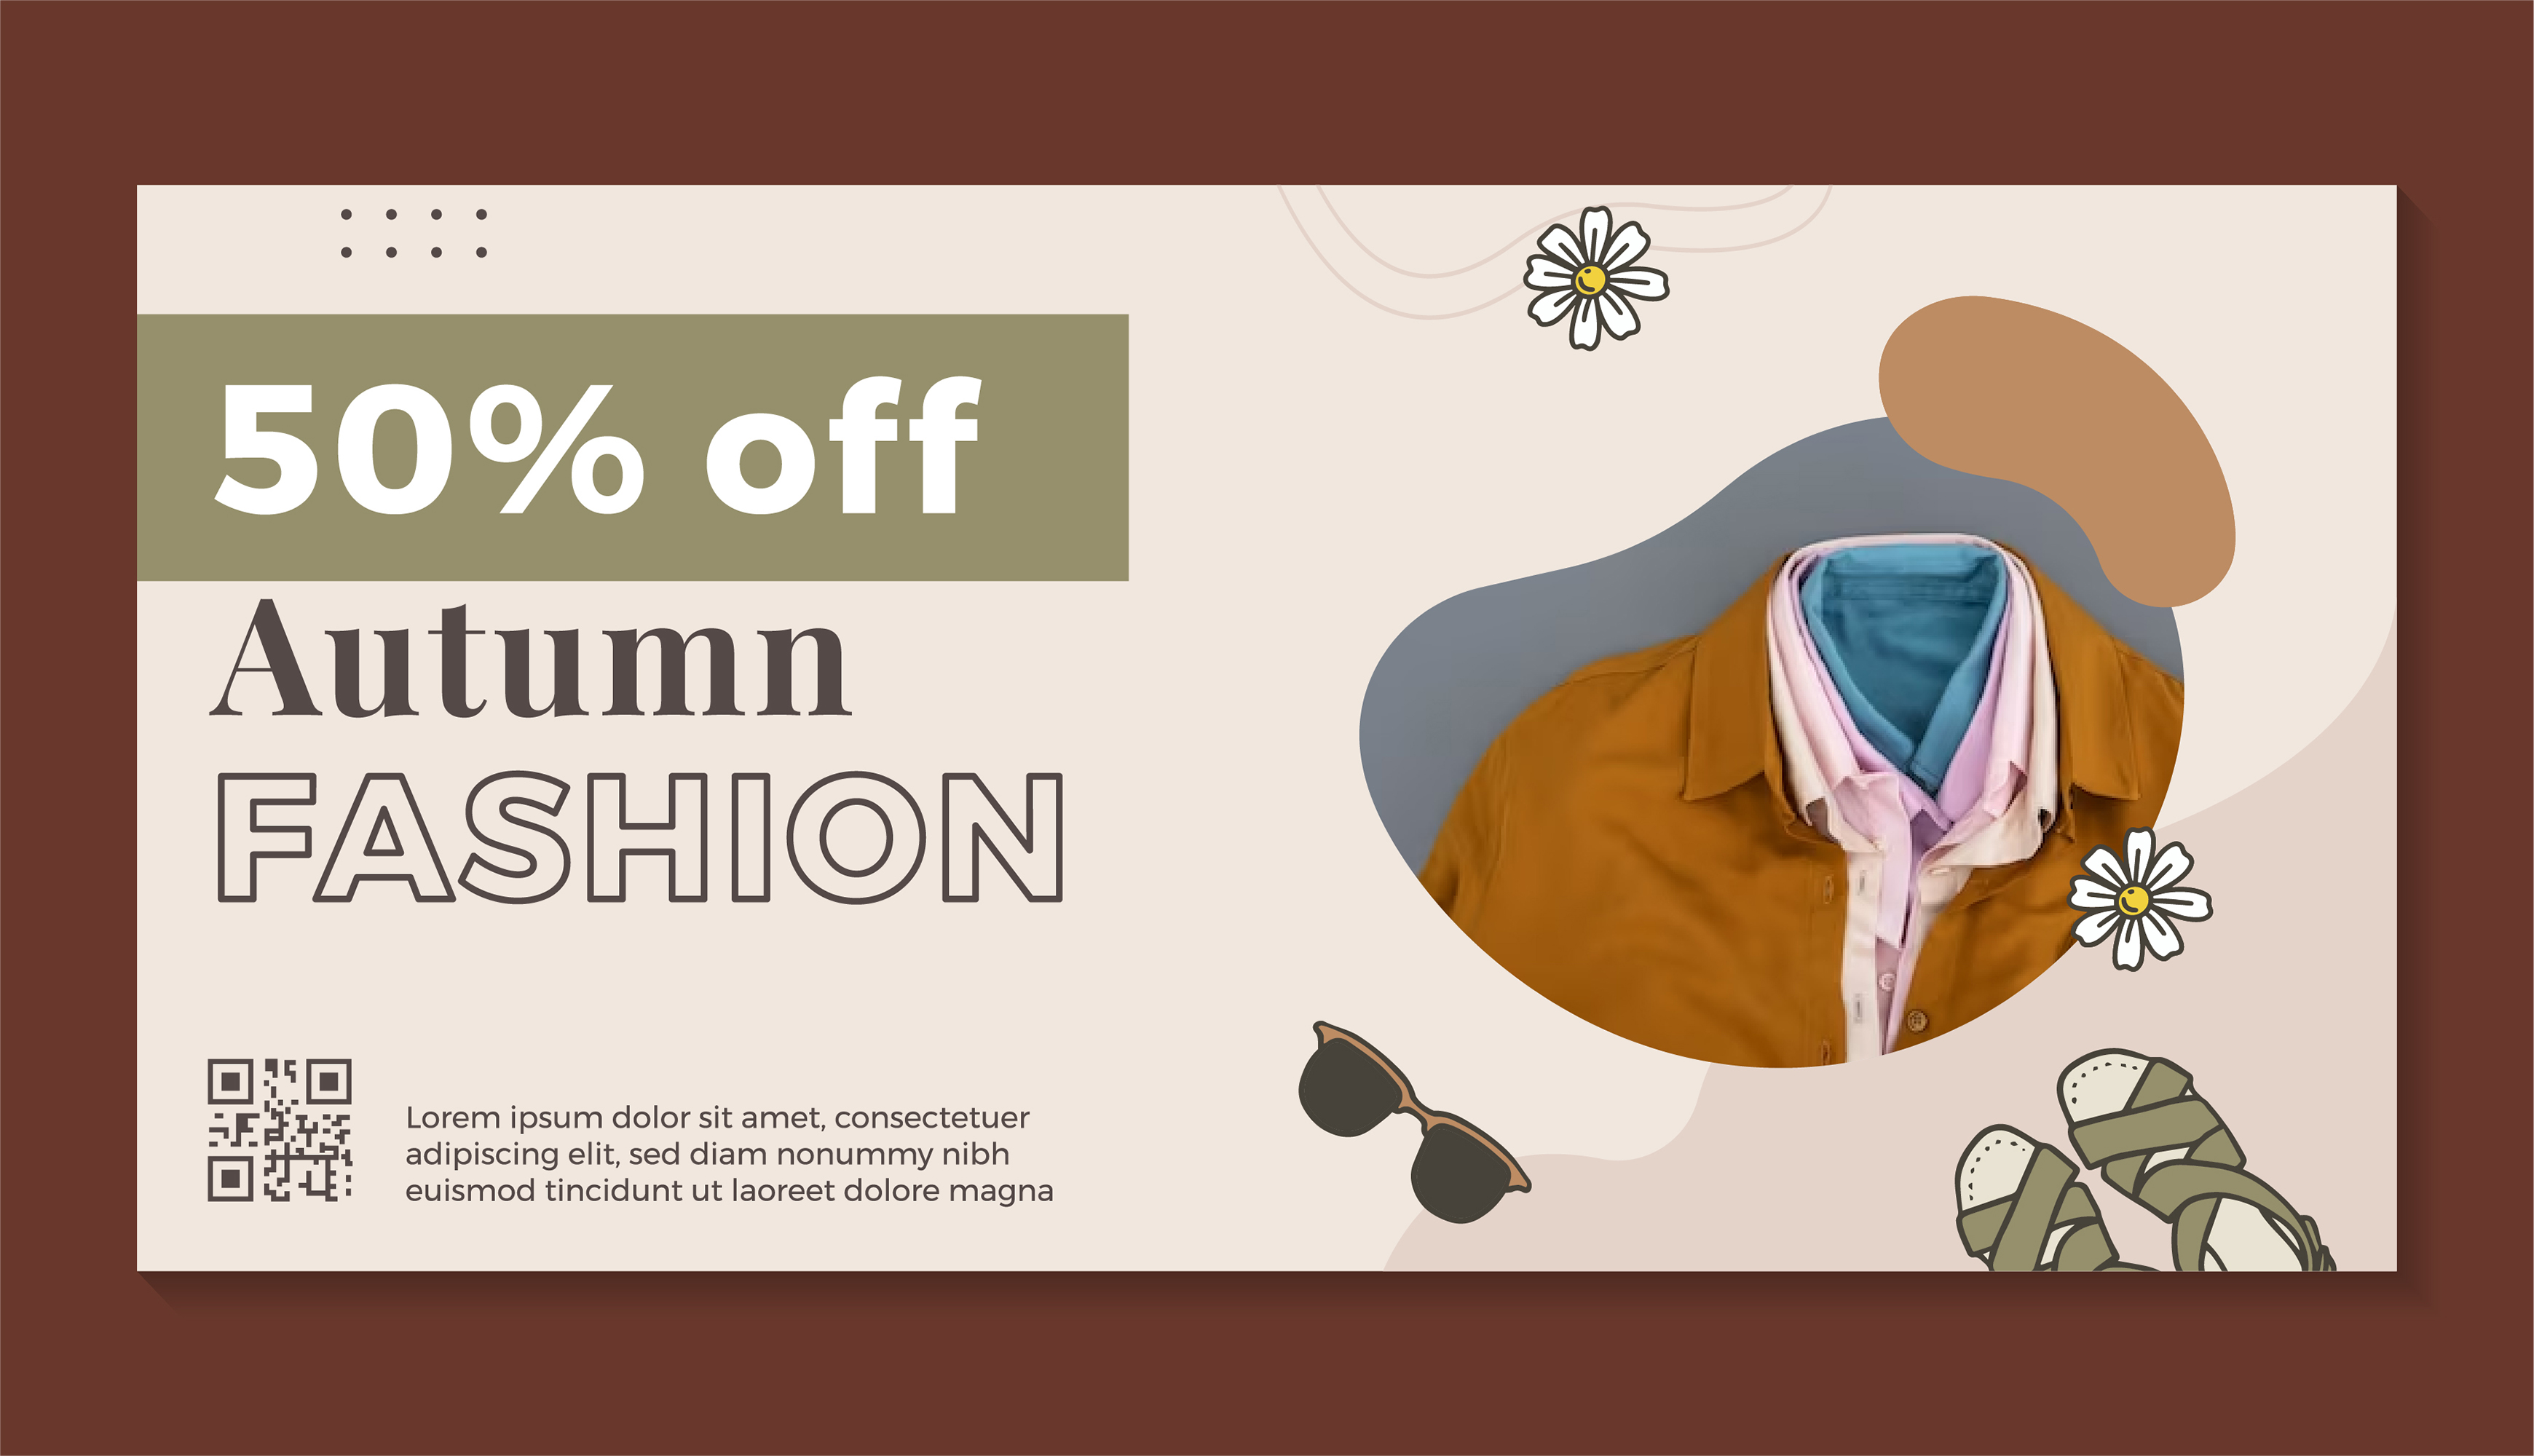 50% off
Autumn
FASHION
Lorem ipsum dolor sit amet, consectetuer
adipiscing elit, sed diam nonummy nibh
euismod tincidunt ut laoreet dolore magna